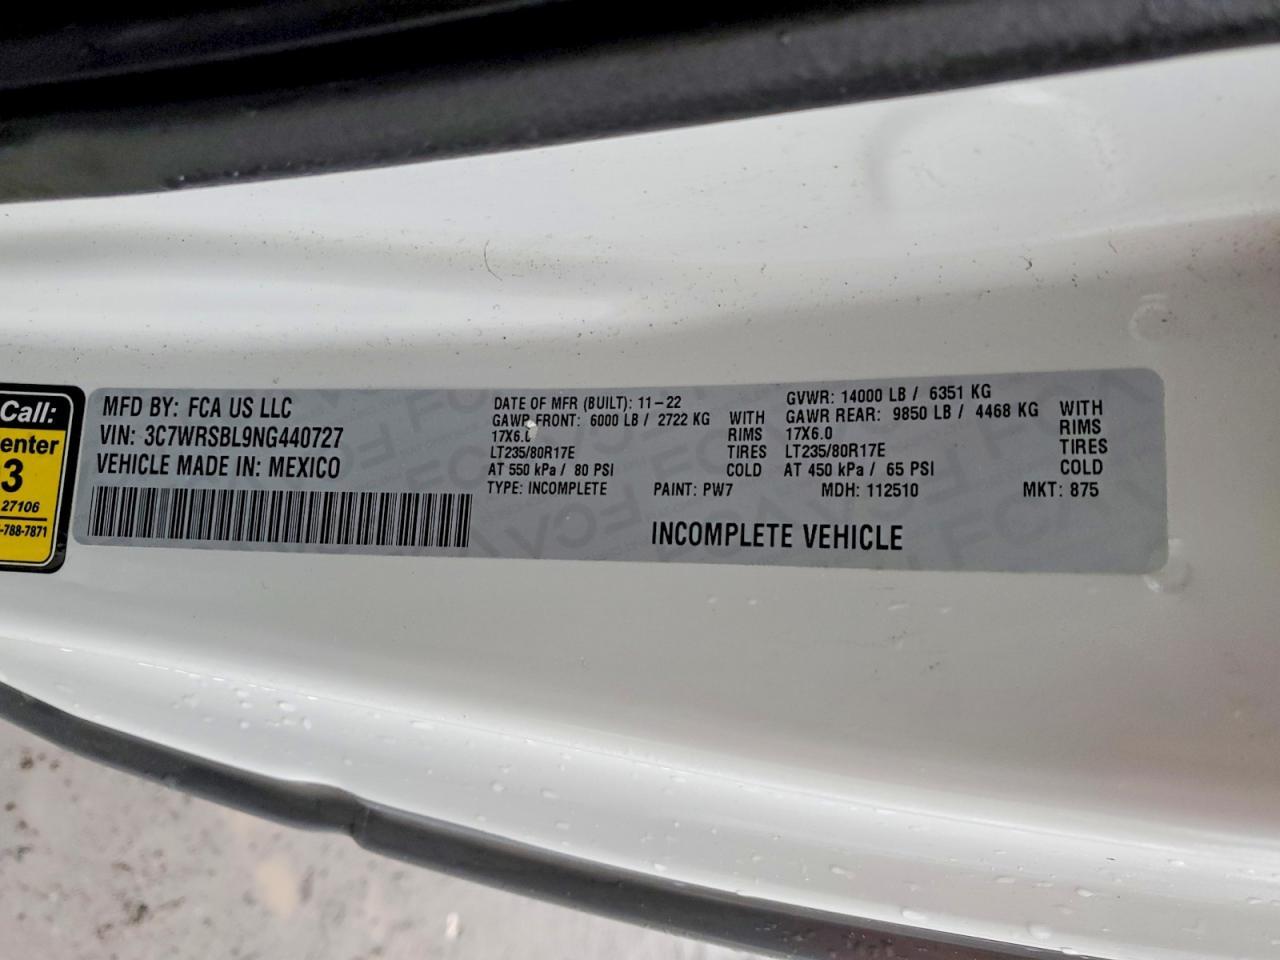 Call:
enter
3
27106
-788-7871
MFD BY: FCA US LLC
VIN: 3C7WRSBL9NG440727
VEHICLE MADE IN: MEXICO
DATE OF MFR (BUILT): 11-22
GAWR FRONT: 6000 LB / 2722 KG WITH
17X6.0 RIMS
LT235/80R17E TIRES
AT 550 kPa / 80 PSI COLD
TYPE: INCOMPLETE
GVWR: 14000 LB / 6351 KG
GAWR REAR: 9850 LB / 4468 KG WITH
17X6.0 RIMS
LT235/80R17E TIRES
AT 450 kPa / 65 PSI COLD
PAINT: PW7 MDH: 112510 MKT: 875
INCOMPLETE VEHICLE